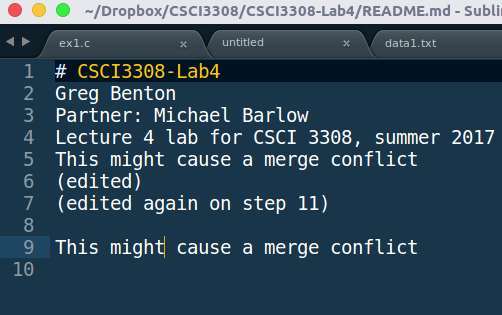 ~/Dropbox/CSCI3308/CSCI3308-Lab4/README.md - Sublim
ex1.c × untitled × data1.txt
1 # CSCI3308-Lab4
2 Greg Benton
3 Partner: Michael Barlow
4 Lecture 4 lab for CSCI 3308, summer 2017
5 This might cause a merge conflict
6 (edited)
7 (edited again on step 11)
8
9 This might cause a merge conflict
10